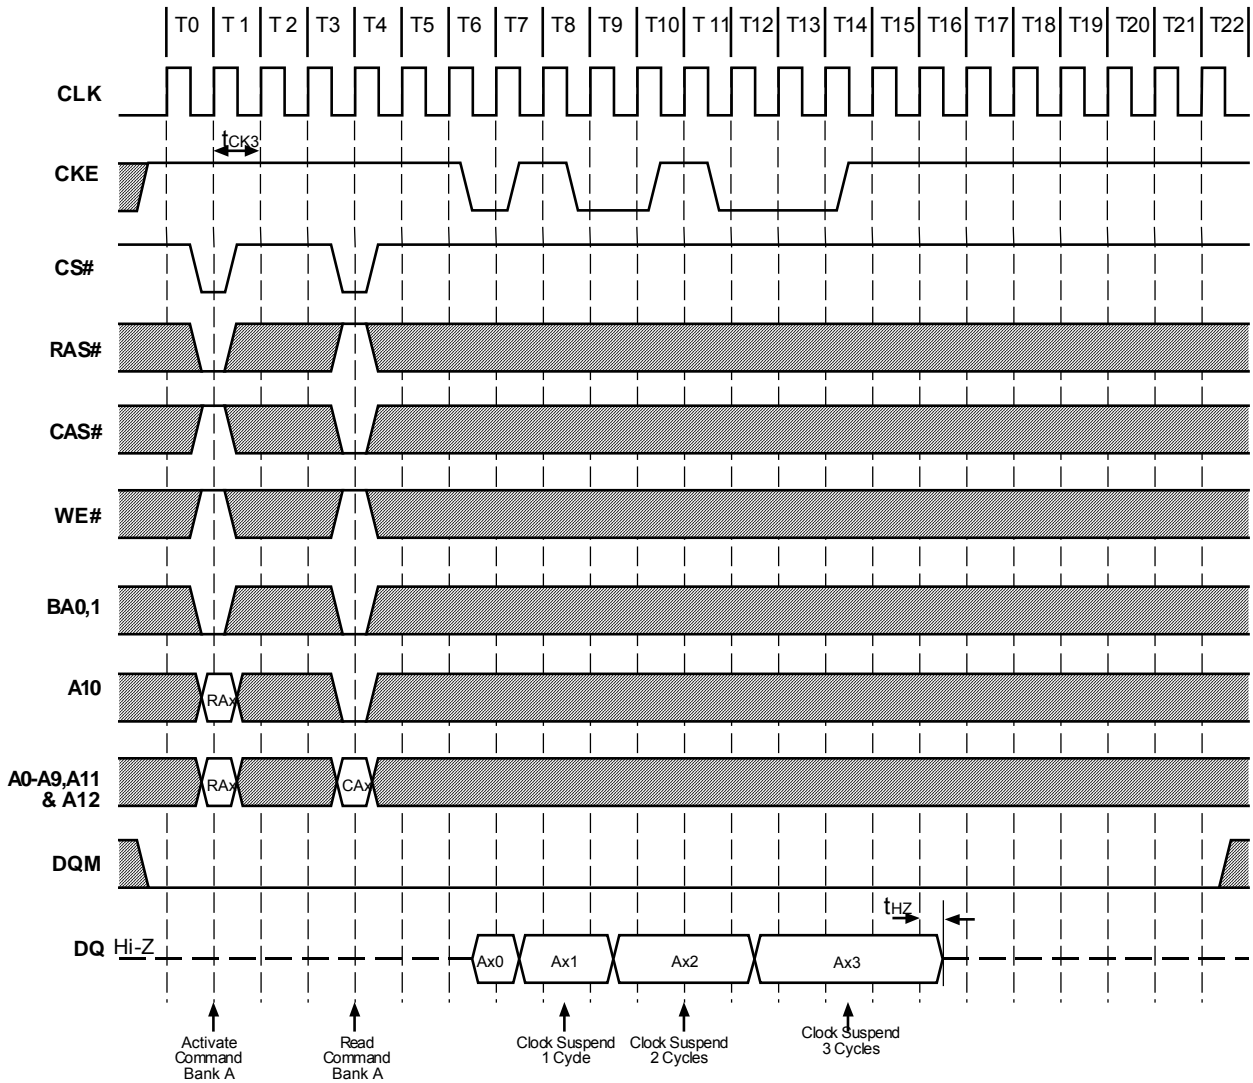 T0 T 1 T 2 T3 T4 T5 T6 T7 T8 T9 T10 T 11 T12 T13 T14 T15 T16 T17 T18 T19 T20 T21 T22
CLK
tCK3
CKE
CS#
RAS#
CAS#
WE#
BA0,1
A10
RAx
A0-A9,A11
& A12
RAx CAx
DQM
tHZ
DQ Hi-Z
Ax0 Ax1 Ax2 Ax3
Activate
Command
Bank A
Read
Command
Bank A
Clock Suspend
1 Cycle
Clock Suspend
2 Cycles
Clock Suspend
3 Cycles